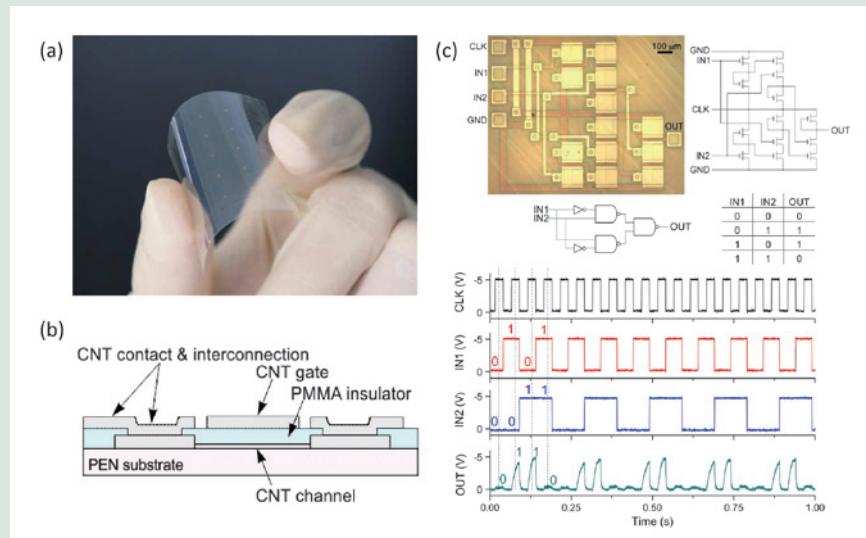 (a)
(b)
CNT contact & interconnection
CNT gate
PMMA insulator
PEN substrate
CNT channel
(c)
CLK
IN1
IN2
GND
100 µm
OUT
GND
IN1
CLK
OUT
IN2
GND
IN1
IN2
OUT
IN1 IN2 OUT
0 0 0
0 1 1
1 0 1
1 1 0
CLK (V)
-5
0
IN1 (V)
-5
0
0 1 0 1
IN2 (V)
-5
0
0 0 1 1
OUT (V)
-5
0
0 1 1 0
0.00 0.25 0.50 0.75 1.00
Time (s)